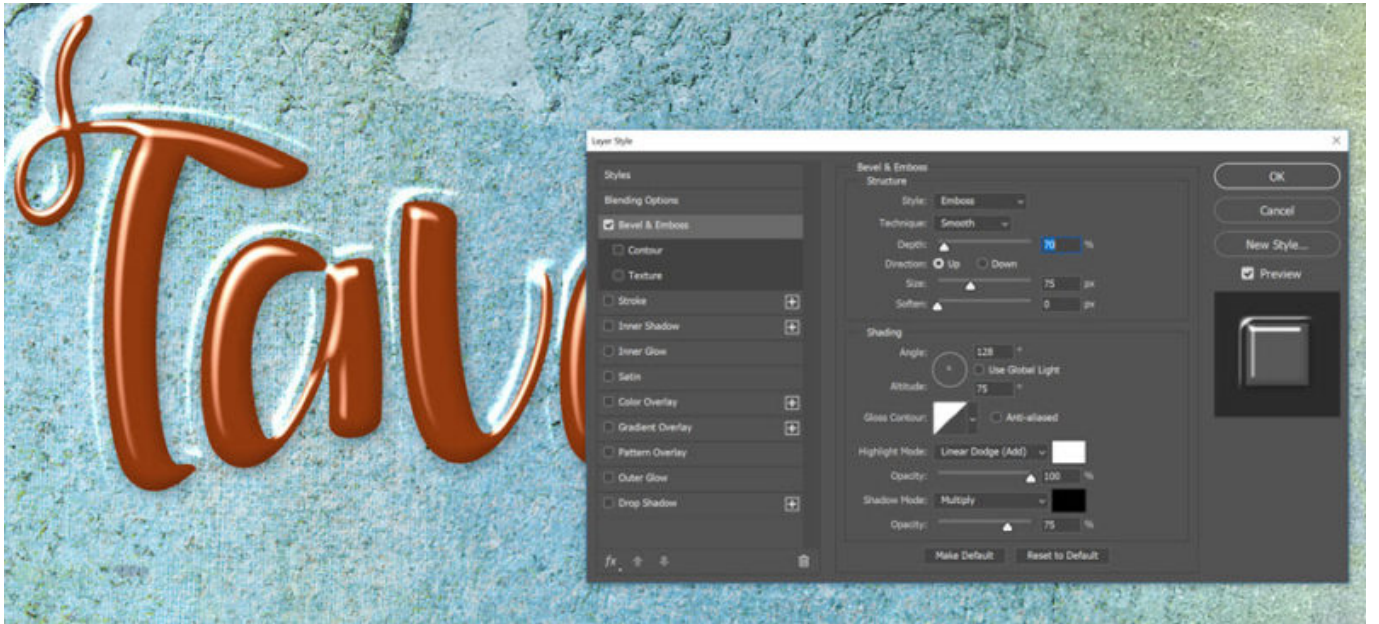 Tava
Layer Style
Styles
Blending Options
Bevel & Emboss
Contour
Texture
Stroke
Inner Shadow
Inner Glow
Satin
Color Overlay
Gradient Overlay
Pattern Overlay
Outer Glow
Drop Shadow
fx
Bevel & Emboss
Structure
Style: Emboss
Technique: Smooth
Depth: 70 %
Direction: Up Down
Size: 75 px
Soften: 0 px
Shading
Angle: 128 °
Use Global Light
Altitude: 75 °
Gloss Contour: Anti-aliased
Highlight Mode: Linear Dodge (Add)
Opacity: 100 %
Shadow Mode: Multiply
Opacity: 75 %
Make Default Reset to Default
OK
Cancel
New Style...
Preview